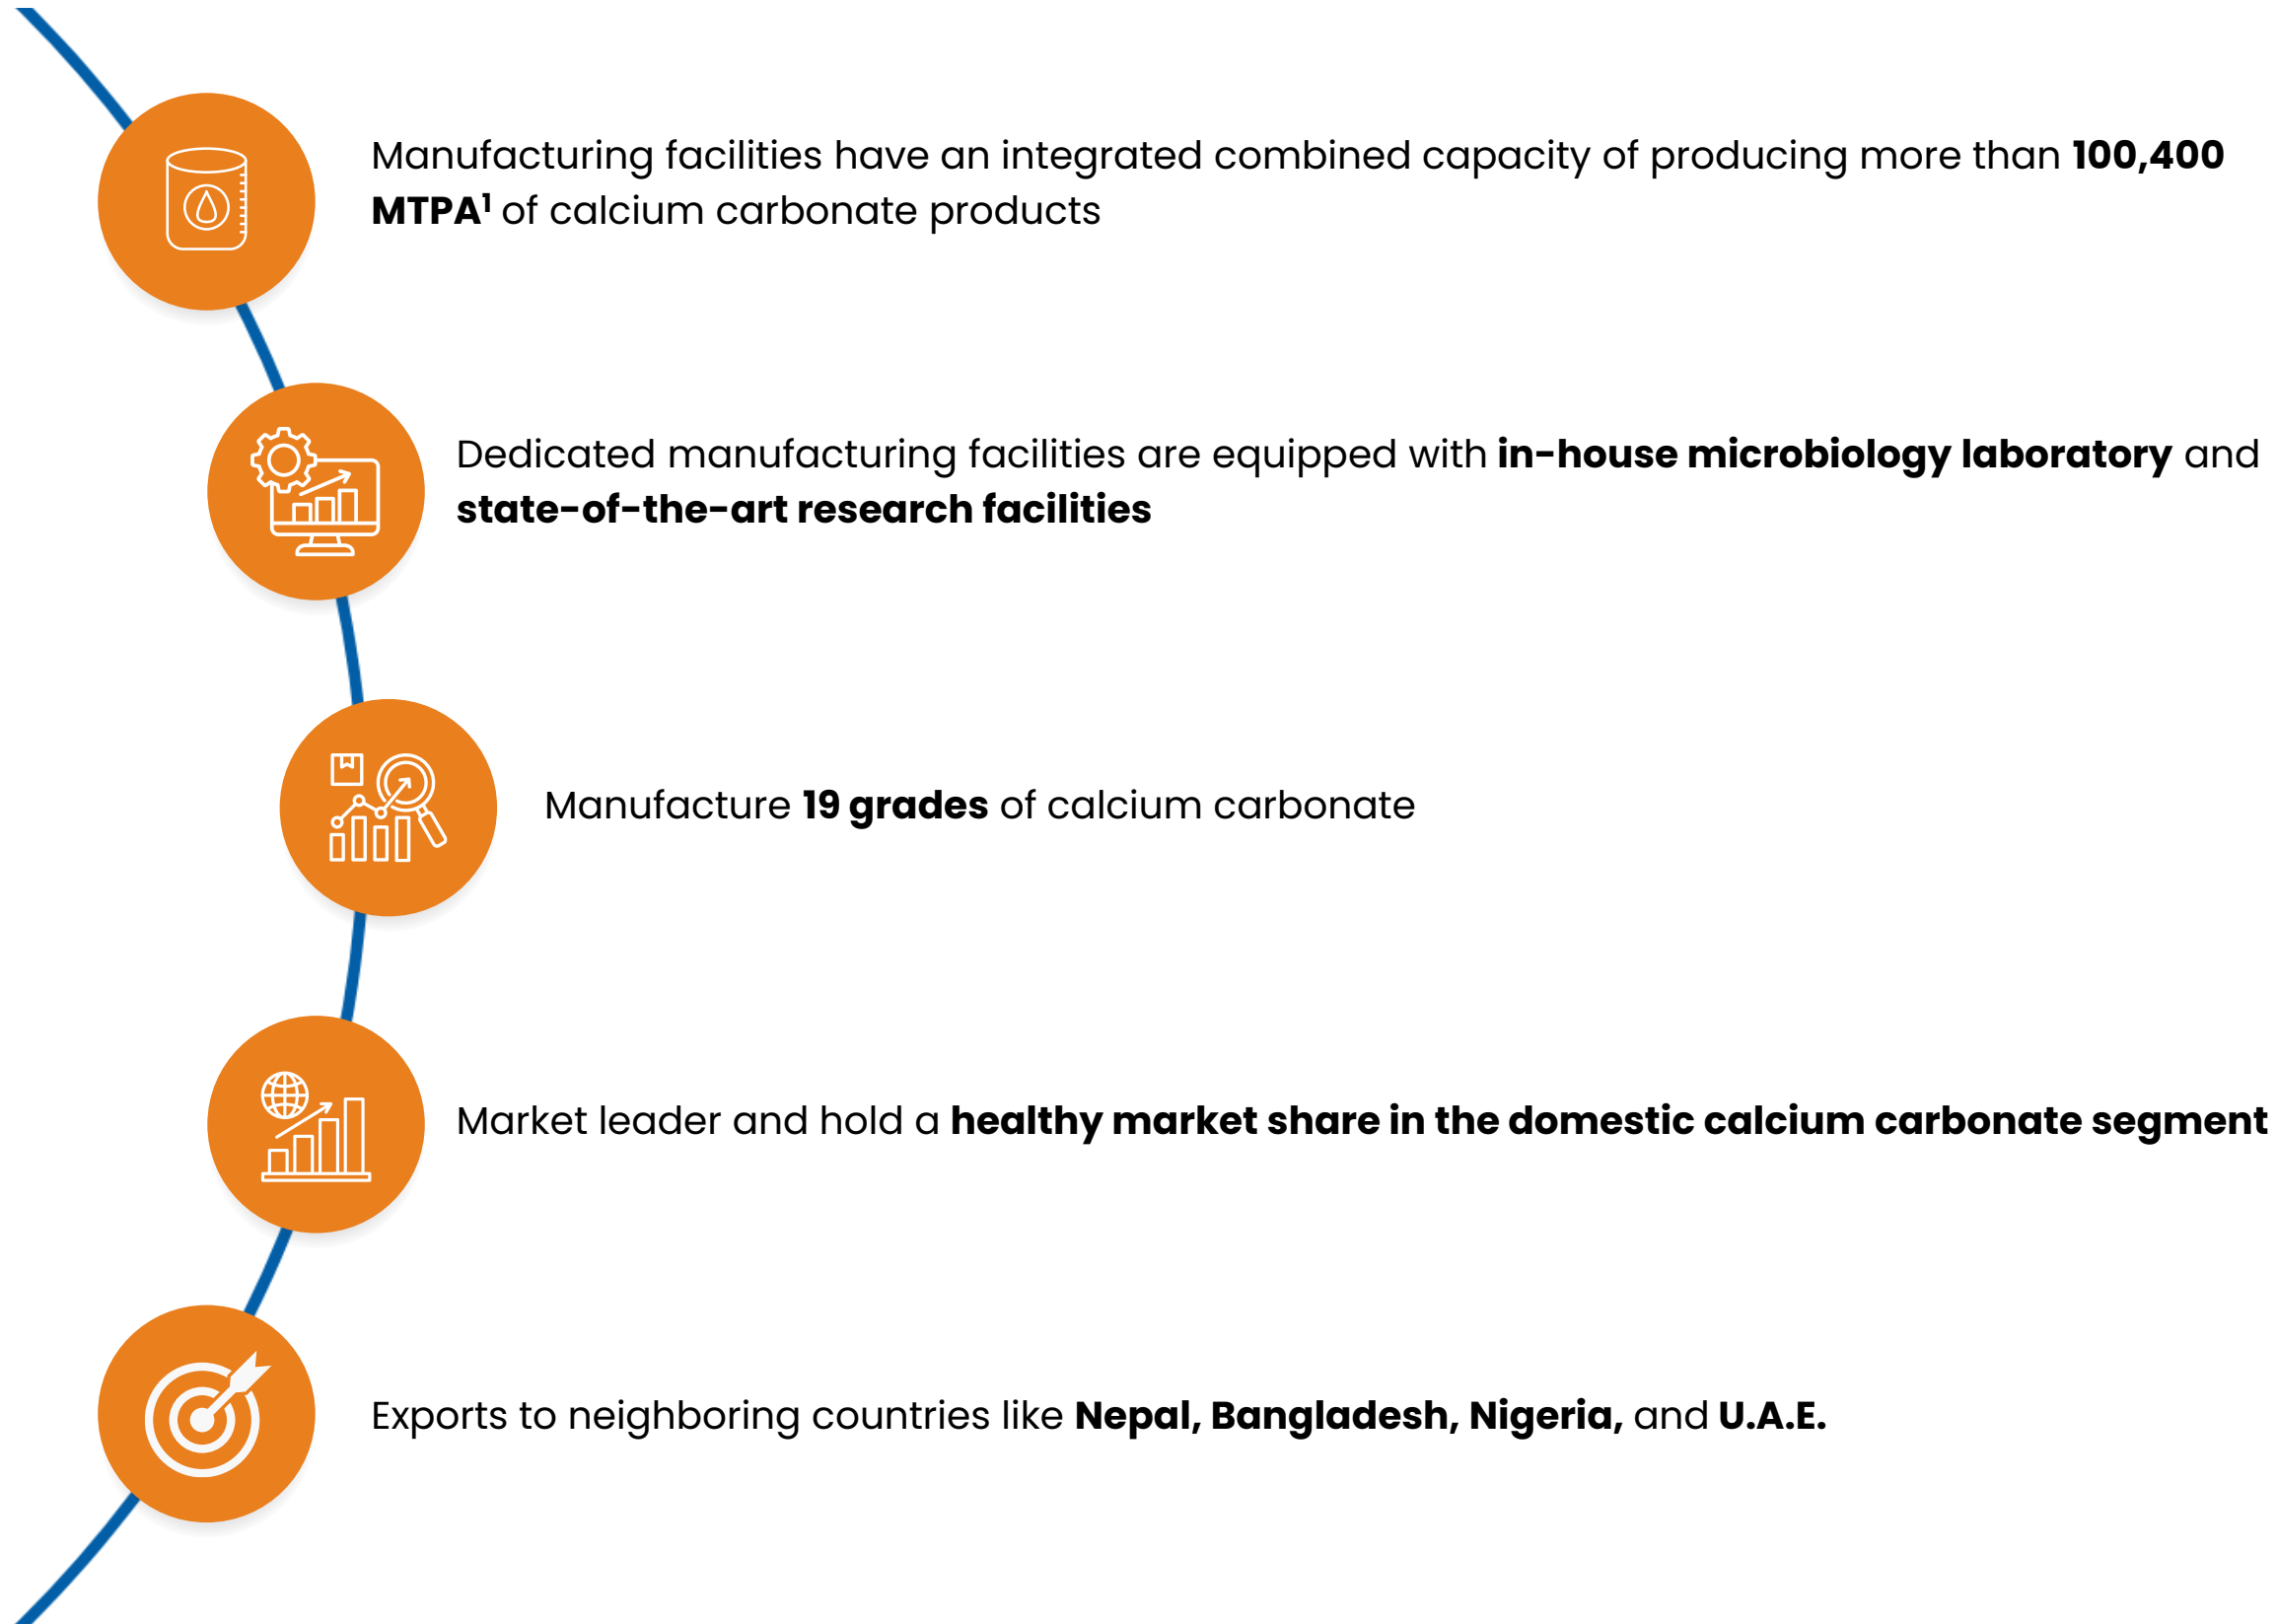 Manufacturing facilities have an integrated combined capacity of producing more than 100,400
MTPA¹ of calcium carbonate products
Dedicated manufacturing facilities are equipped with in-house microbiology laboratory and
state-of-the-art research facilities
Manufacture 19 grades of calcium carbonate
Market leader and hold a healthy market share in the domestic calcium carbonate segment
Exports to neighboring countries like Nepal, Bangladesh, Nigeria, and U.A.E.